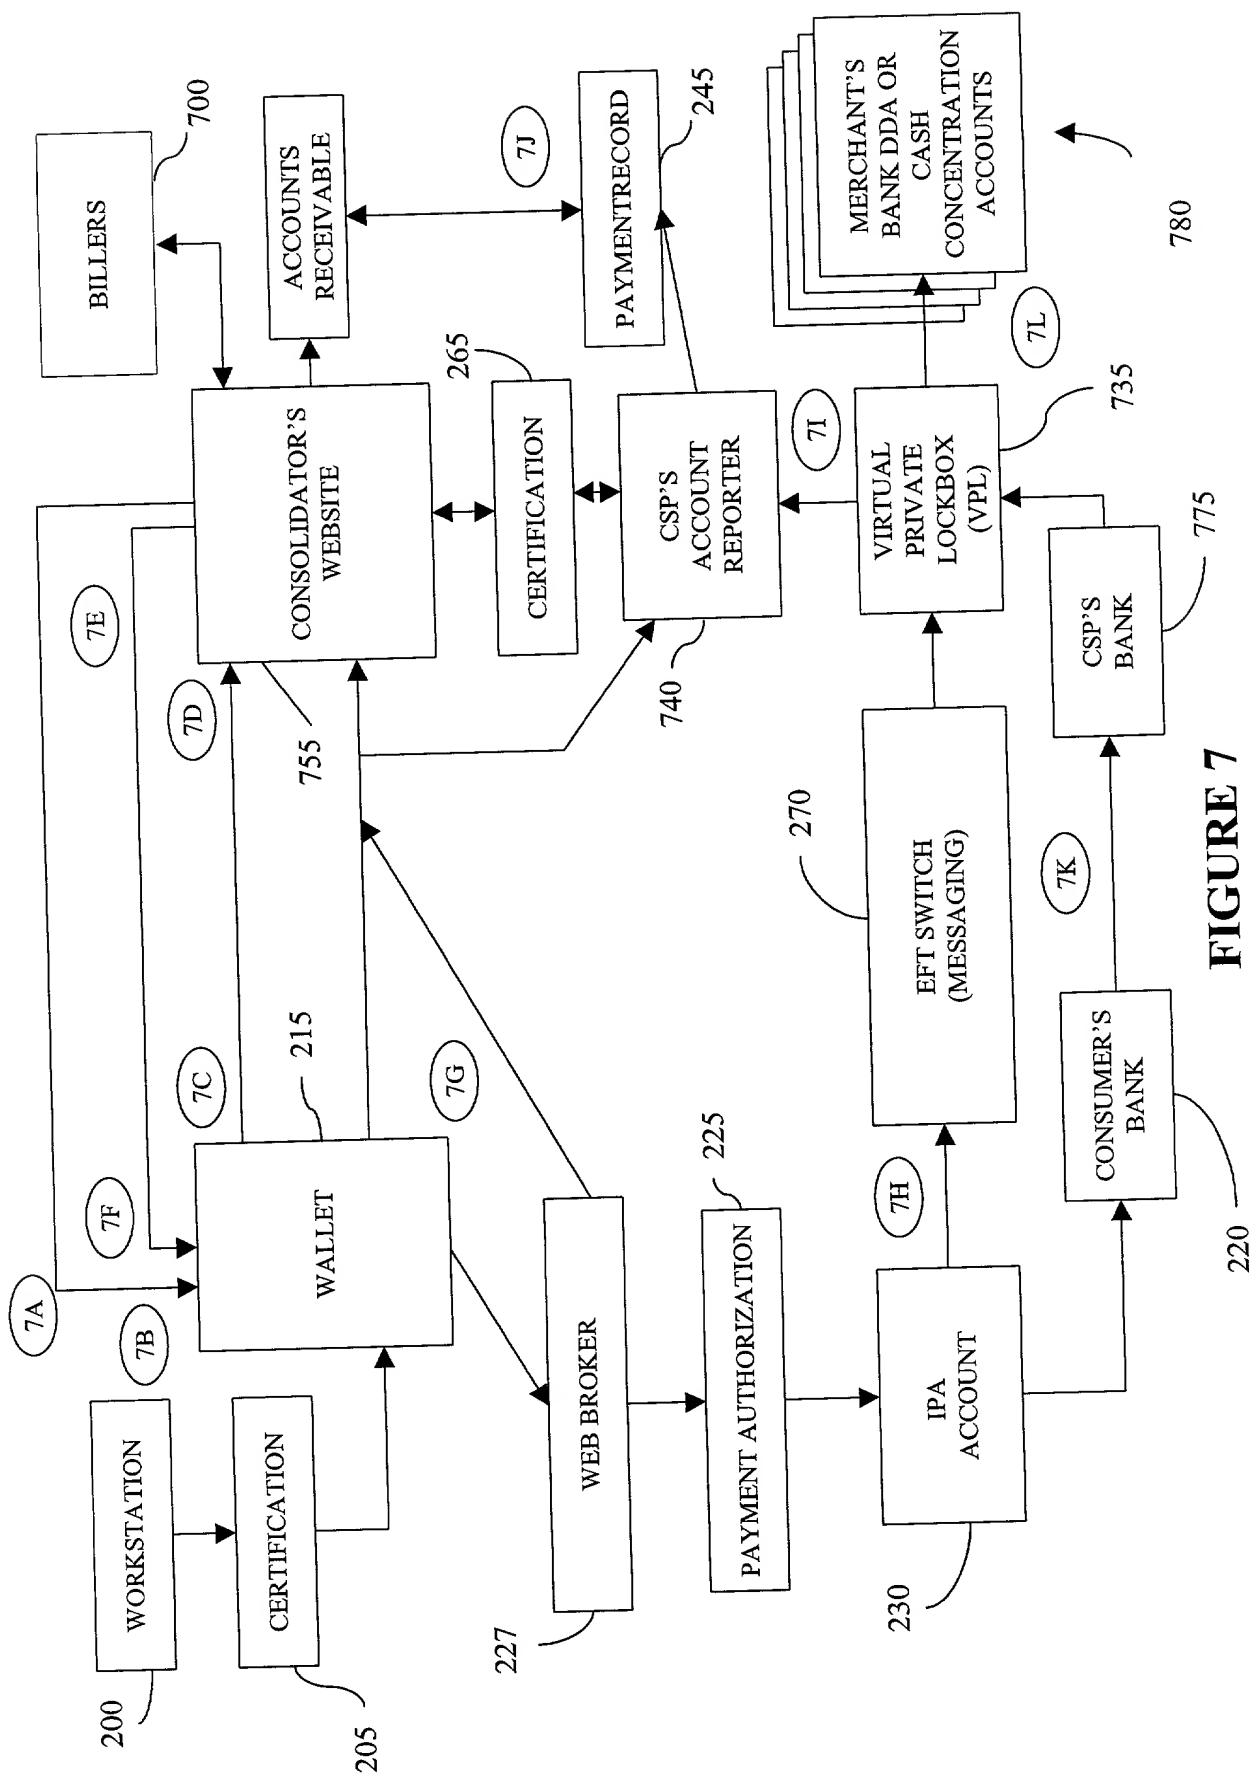 BILLERS
700
ACCOUNTS
RECEIVABLE
7J
PAYMENTRECORD
245
MERCHANT'S
BANK DDA OR
CASH
CONCENTRATION
ACCOUNTS
780
7L
7E
CONSOLIDATOR'S
WEBSITE
755
7D
265
CERTIFICATION
CSP'S
ACCOUNT
REPORTER
740
7I
VIRTUAL
PRIVATE
LOCKBOX
(VPL)
735
CSP'S
BANK
775
7A
7F
7B
7C
215
WALLET
7G
270
EFT SWITCH
(MESSAGING)
7K
WORKSTATION
200
CERTIFICATION
205
WEB BROKER
227
225
PAYMENT AUTHORIZATION
7H
IPA
ACCOUNT
230
CONSUMER'S
BANK
220
FIGURE 7